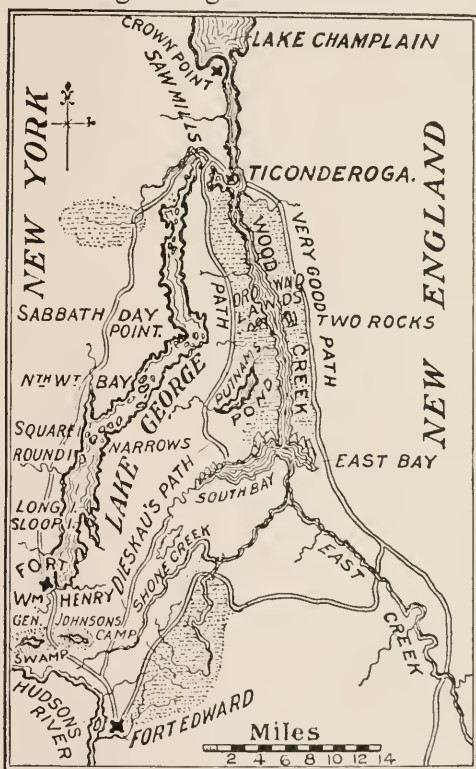 CROWN POINT
LAKE CHAMPLAIN
SAW MILLS
TICONDEROGA.
NEW YORK
NEW ENGLAND
WOOD CREEK
VERY GOOD PATH
DROWNED
LANDS
TWO ROCKS
SABBATH DAY
POINT.
PATH
PUTNAM'S
POND
NTH WT BAY
LAKE GEORGE
SQUARE
ROUND I
NARROWS
EAST BAY
SOUTH BAY
DIESKAU'S PATH
LONG
SLOOP I.
SHONE CREEK
EAST CREEK
FORT
WM HENRY
GEN. JOHNSONS
CAMP
SWAMP
HUDSONS
RIVER
FORT EDWARD
Miles
2 4 6 8 10 12 14